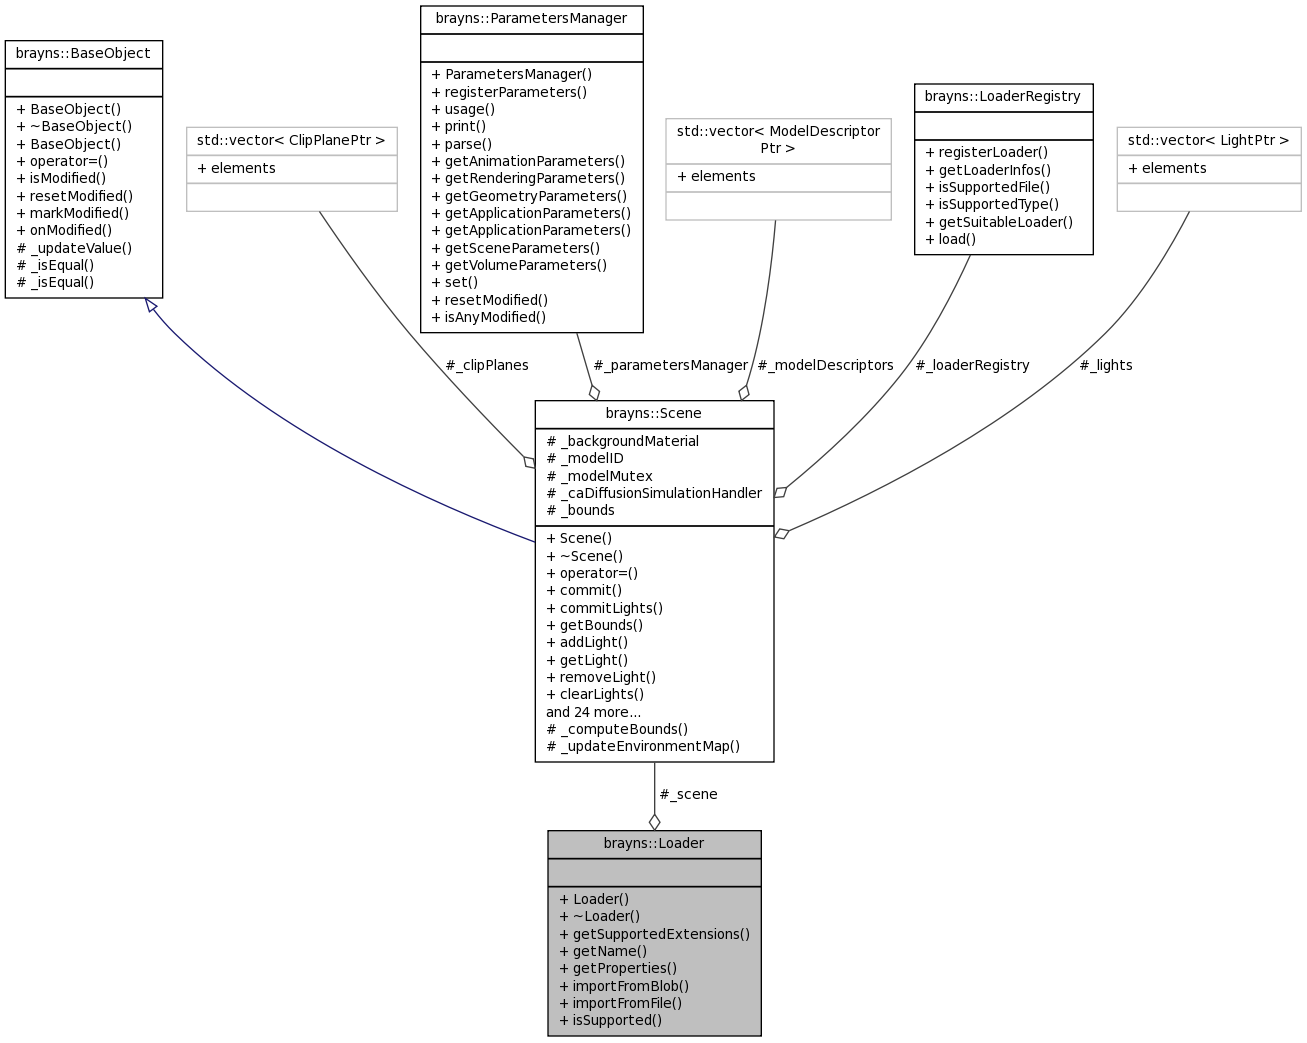 brayns::BaseObject
+ BaseObject()
+ ~BaseObject()
+ BaseObject()
+ operator=()
+ isModified()
+ resetModified()
+ markModified()
+ onModified()
# _updateValue()
# _isEqual()
# _isEqual()
std::vector< ClipPlanePtr >
+ elements
brayns::ParametersManager
+ ParametersManager()
+ registerParameters()
+ usage()
+ print()
+ parse()
+ getAnimationParameters()
+ getRenderingParameters()
+ getGeometryParameters()
+ getApplicationParameters()
+ getApplicationParameters()
+ getSceneParameters()
+ getVolumeParameters()
+ set()
+ resetModified()
+ isAnyModified()
std::vector< ModelDescriptor
Ptr >
+ elements
brayns::LoaderRegistry
+ registerLoader()
+ getLoaderInfos()
+ isSupportedFile()
+ isSupportedType()
+ getSuitableLoader()
+ load()
std::vector< LightPtr >
+ elements
#_clipPlanes
#_parametersManager
#_modelDescriptors
#_loaderRegistry
#_lights
brayns::Scene
# _backgroundMaterial
# _modelID
# _modelMutex
# _caDiffusionSimulationHandler
# _bounds
+ Scene()
+ ~Scene()
+ operator=()
+ commit()
+ commitLights()
+ getBounds()
+ addLight()
+ getLight()
+ removeLight()
+ clearLights()
and 24 more...
# _computeBounds()
# _updateEnvironmentMap()
#_scene
brayns::Loader
+ Loader()
+ ~Loader()
+ getSupportedExtensions()
+ getName()
+ getProperties()
+ importFromBlob()
+ importFromFile()
+ isSupported()